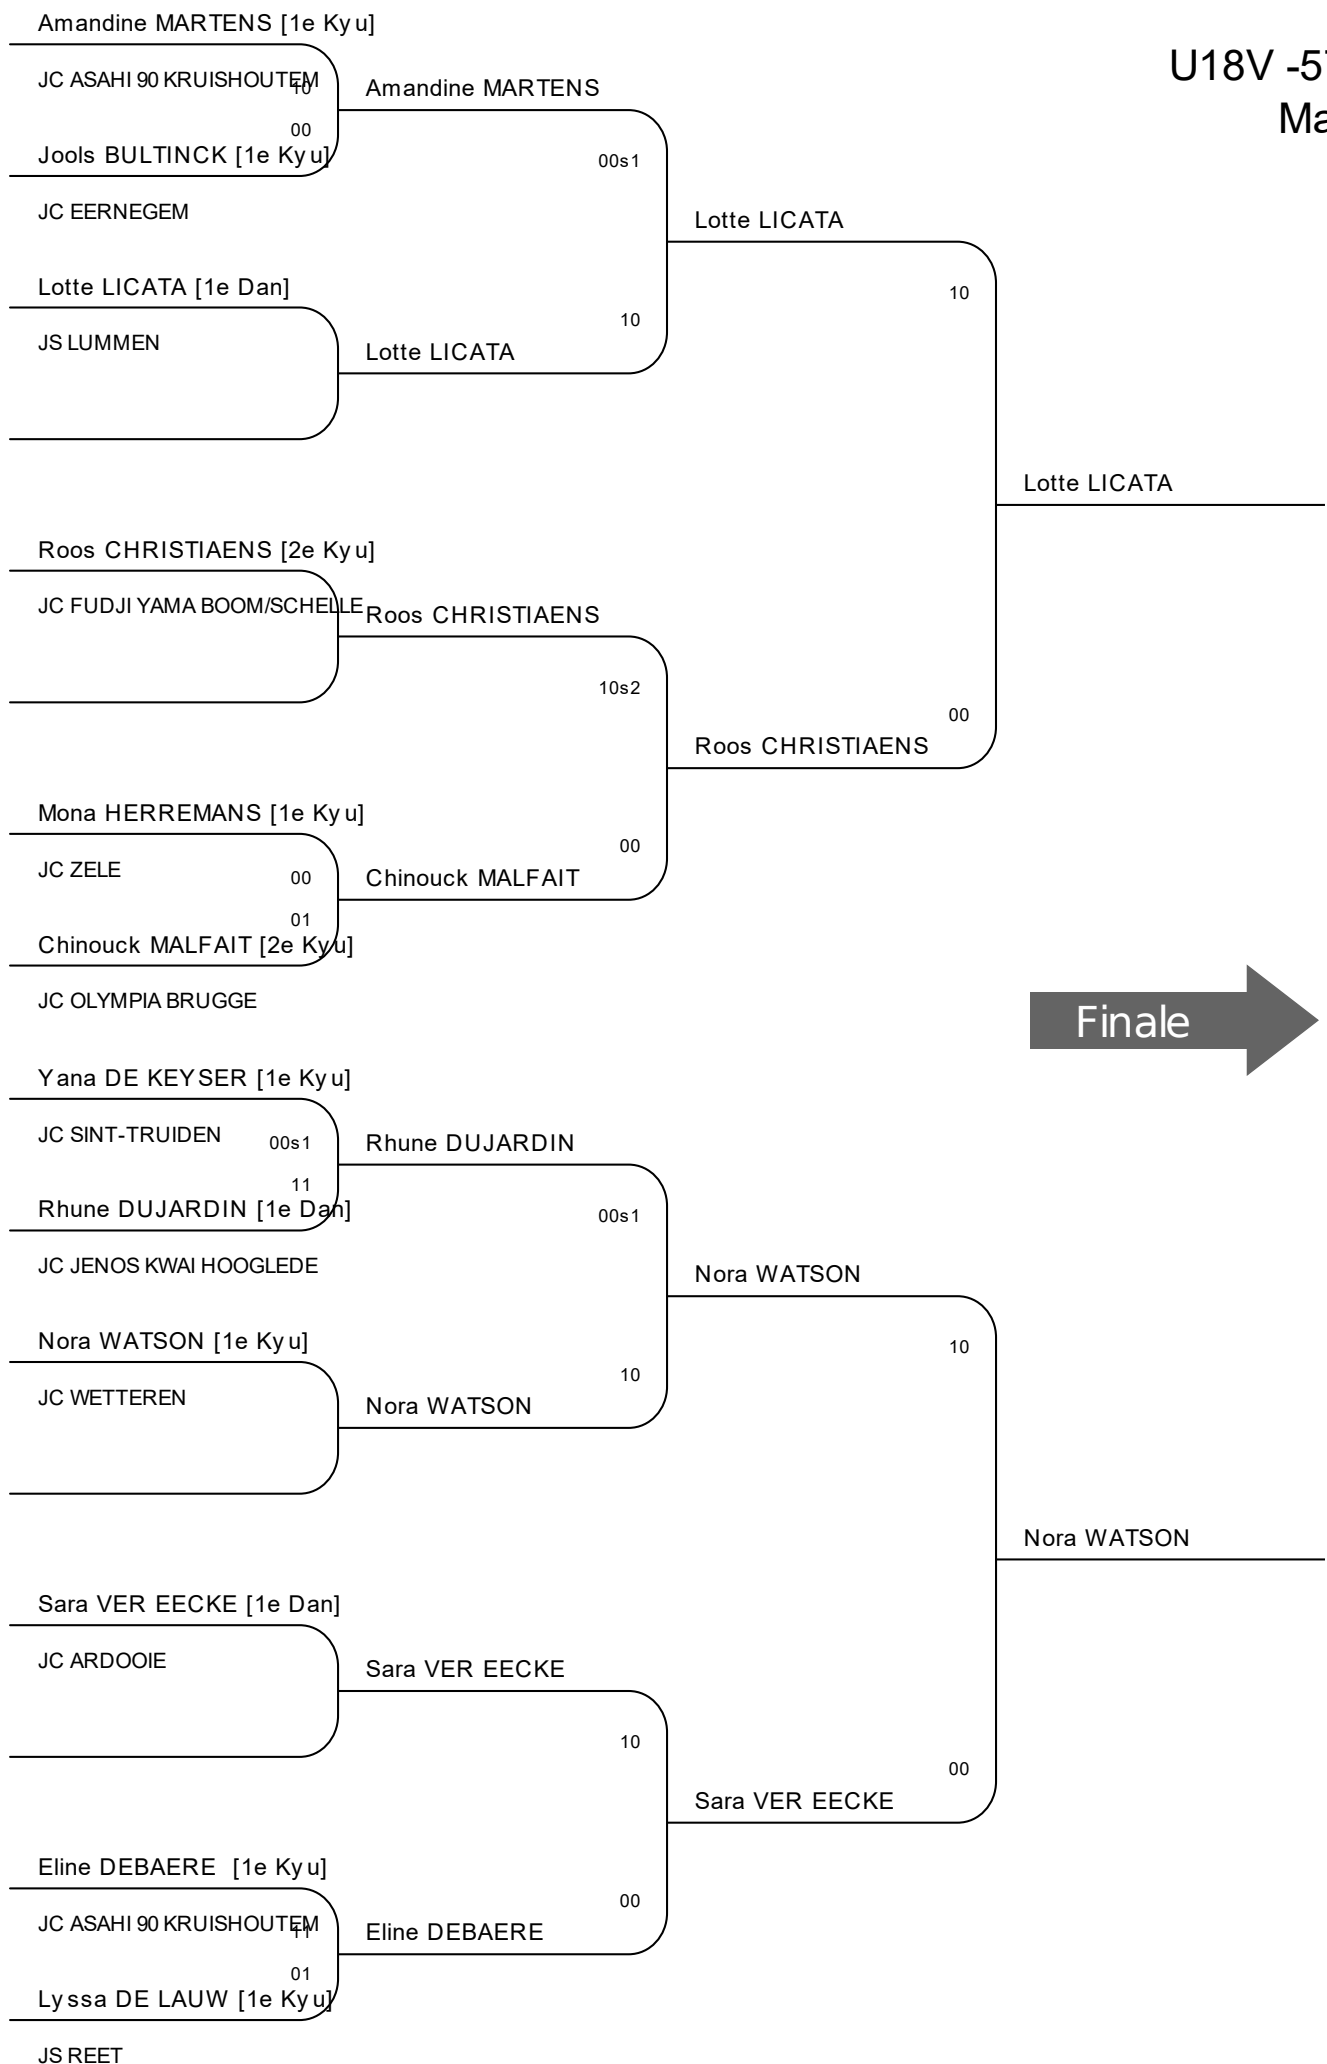 Amandine MARTENS [1e Kyu]
U18V -57
Ma
JC ASAHI 90 KRUISHOUTEM
10
Amandine MARTENS
00
Jools BULTINCK [1e Kyu]
00s1
JC EERNEGEM
Lotte LICATA
Lotte LICATA [1e Dan]
10
10
JS LUMMEN
Lotte LICATA
Lotte LICATA
Roos CHRISTIAENS [2e Kyu]
JC FUDJI YAMA BOOM/SCHELLE
Roos CHRISTIAENS
10s2
00
Roos CHRISTIAENS
Mona HERREMANS [1e Kyu]
00
JC ZELE
00
Chinouck MALFAIT
01
Chinouck MALFAIT [2e Kyu]
JC OLYMPIA BRUGGE
Finale
Yana DE KEYSER [1e Kyu]
JC SINT-TRUIDEN
00s1
Rhune DUJARDIN
11
Rhune DUJARDIN [1e Dan]
00s1
JC JENOS KWAI HOOGLEDE
Nora WATSON
Nora WATSON [1e Kyu]
10
10
JC WETTEREN
Nora WATSON
Nora WATSON
Sara VER EECKE [1e Dan]
JC ARDOOIE
Sara VER EECKE
10
00
Sara VER EECKE
Eline DEBAERE [1e Kyu]
00
JC ASAHI 90 KRUISHOUTEM
11
Eline DEBAERE
01
Lyssa DE LAUW [1e Kyu]
JS REET